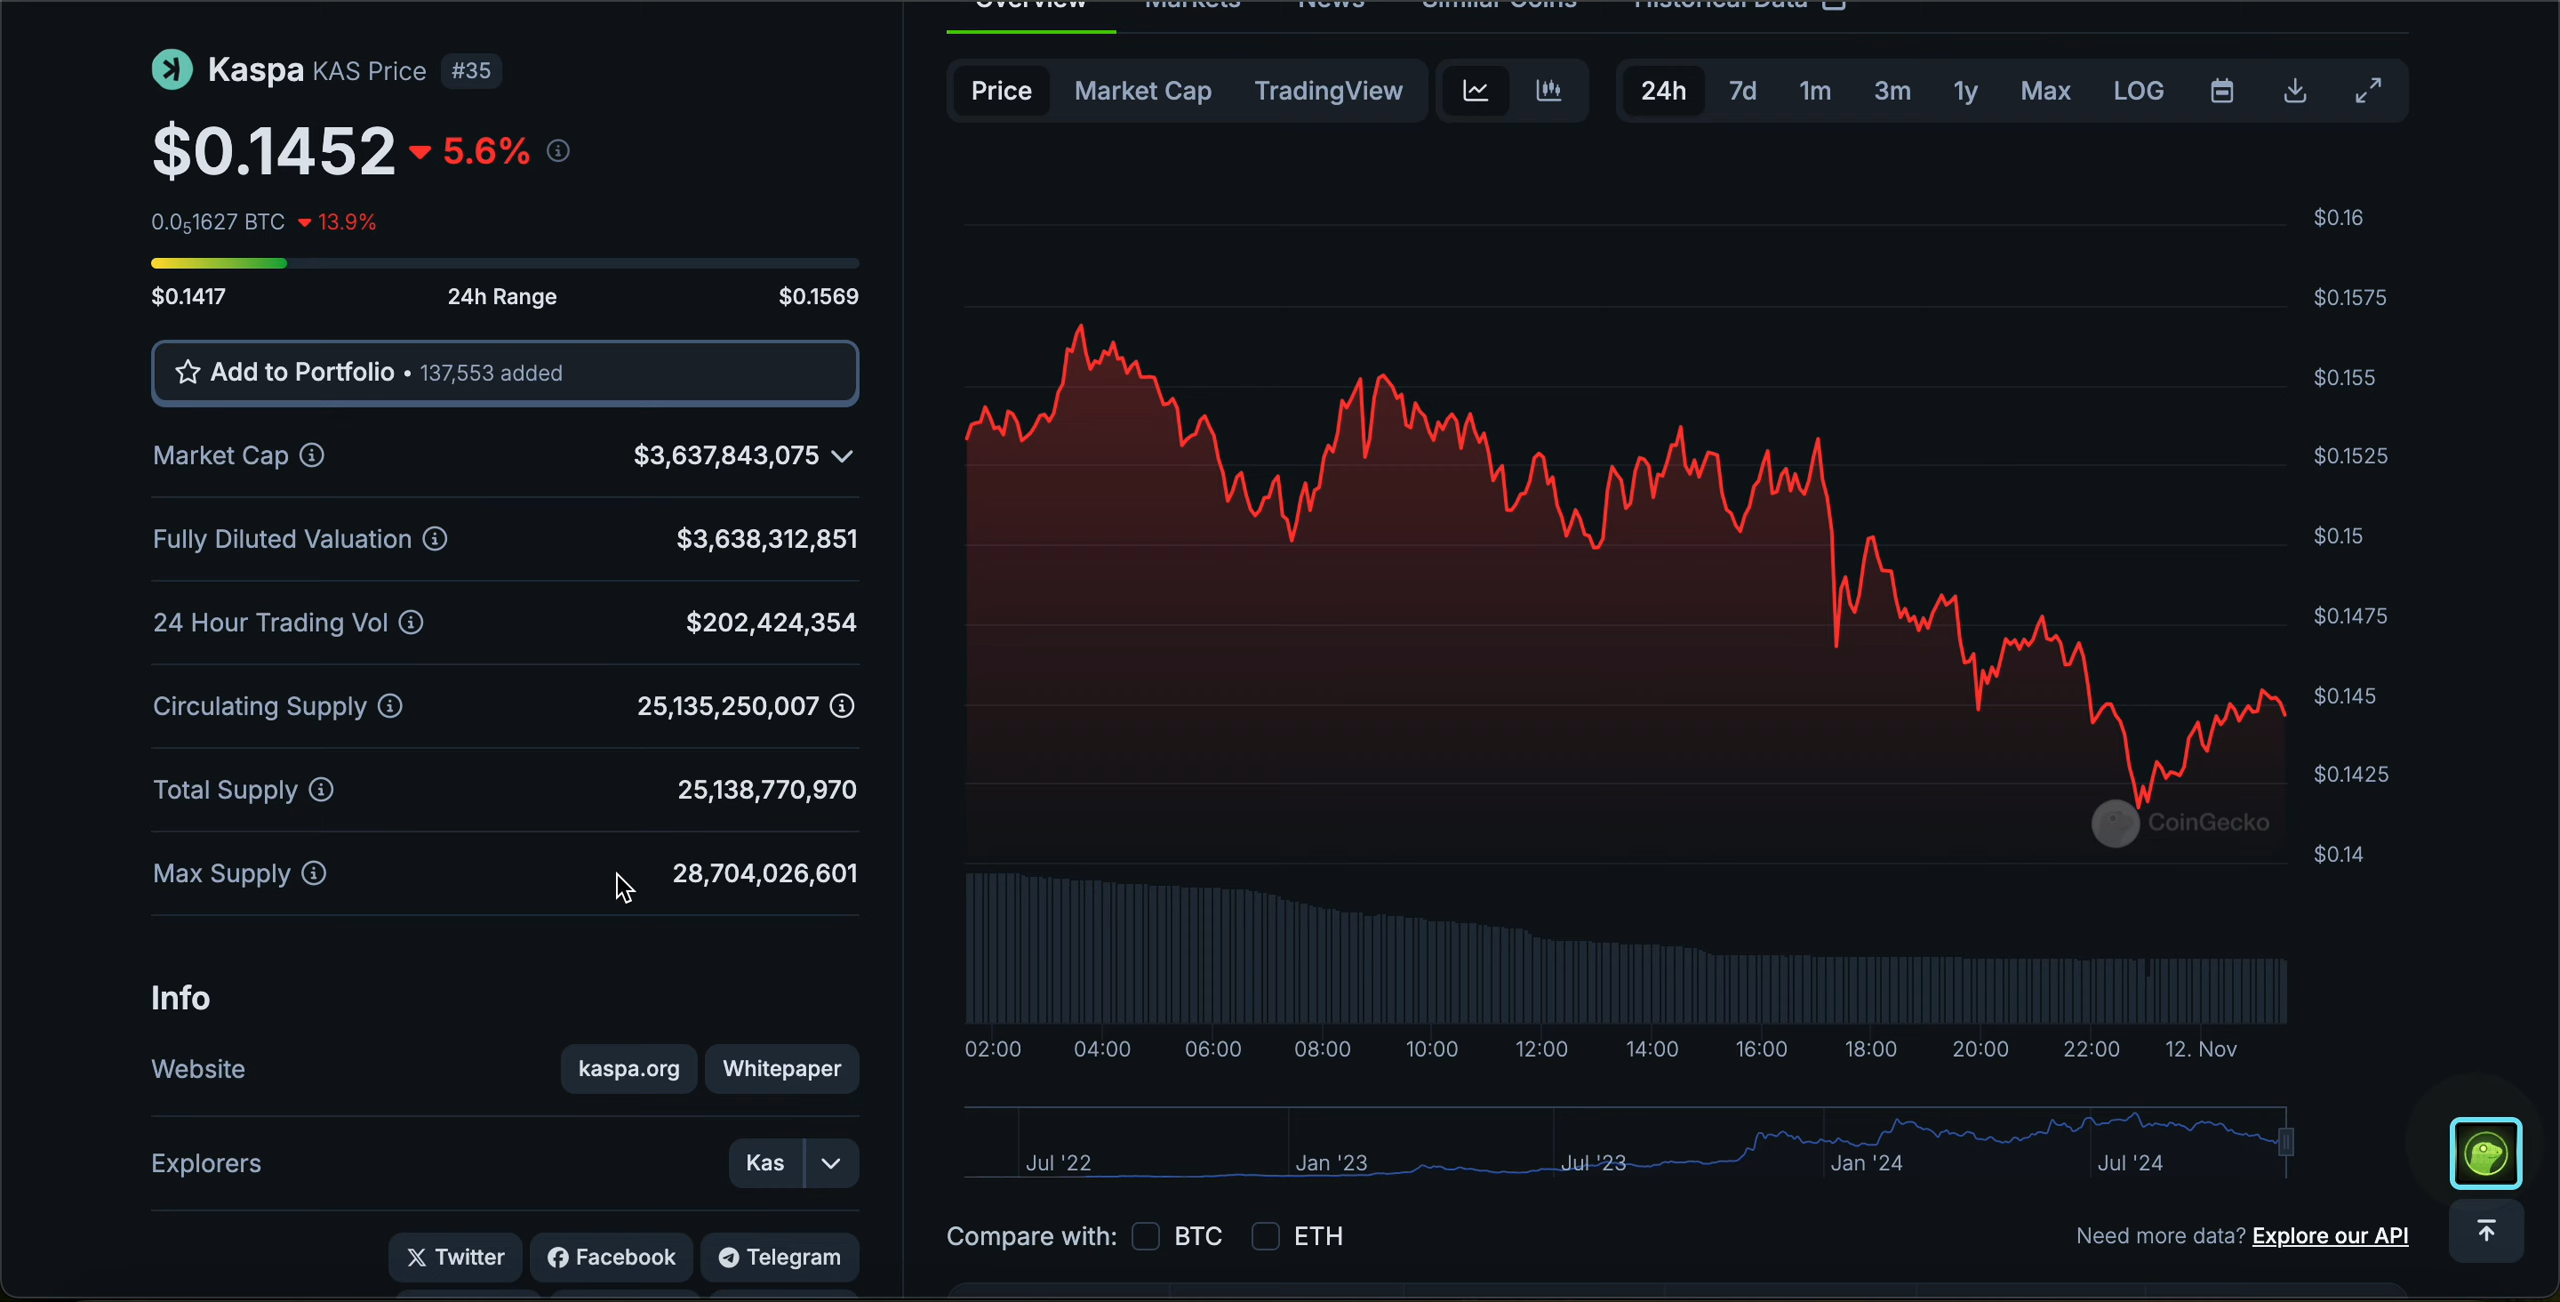 Overview Markets News Similar Coins Historical Data
Kaspa KAS Price #35
$0.1452 5.6%
0.0₅1627 BTC 13.9%
$0.1417 24h Range $0.1569
Add to Portfolio • 137,553 added
Market Cap $3,637,843,075
Fully Diluted Valuation $3,638,312,851
24 Hour Trading Vol $202,424,354
Circulating Supply 25,135,250,007
Total Supply 25,138,770,970
Max Supply 28,704,026,601
Info
Website kaspa.org Whitepaper
Explorers Kas
Twitter Facebook Telegram
Price Market Cap TradingView 24h 7d 1m 3m 1y Max LOG
$0.16
$0.1575
$0.155
$0.1525
$0.15
$0.1475
$0.145
$0.1425
CoinGecko
$0.14
02:00 04:00 06:00 08:00 10:00 12:00 14:00 16:00 18:00 20:00 22:00 12. Nov
Jul '22 Jan '23 Jul '23 Jan '24 Jul '24
Compare with: BTC ETH
Need more data? Explore our API